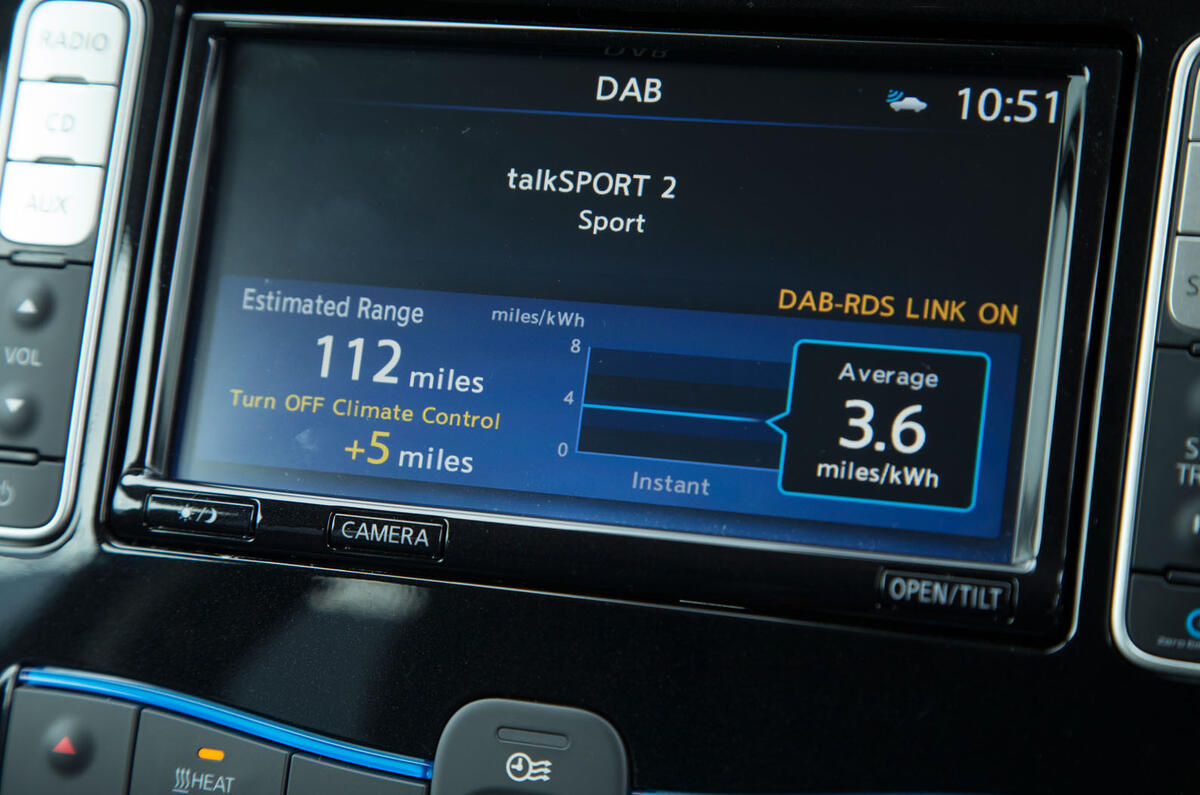 RADIO
CD
AUX
VOL
DAB
10:51
talkSPORT 2
Sport
DAB-RDS LINK ON
Estimated Range
112 miles
Turn OFF Climate Control
+5 miles
miles/kWh
8
4
0
Instant
Average
3.6
miles/kWh
CAMERA
OPEN/TILT
HEAT